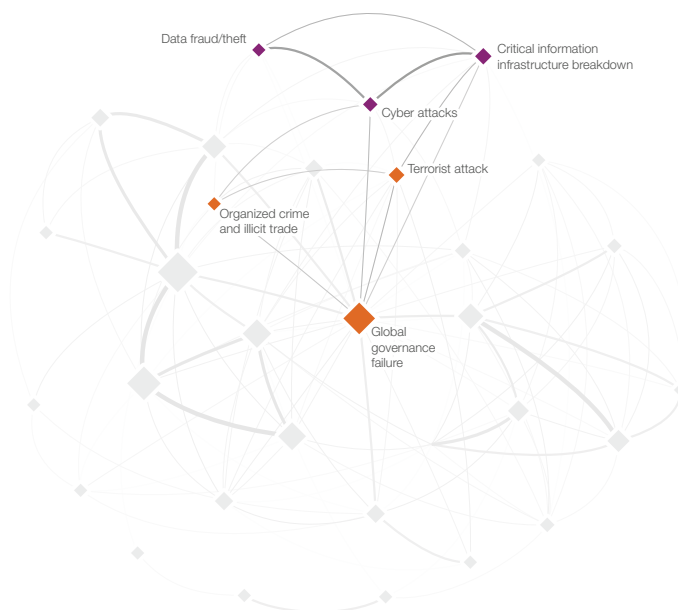 Data fraud/theft
Critical information
infrastructure breakdown
Cyber attacks
Terrorist attack
Organized crime
and illicit trade
Global
governance
failure